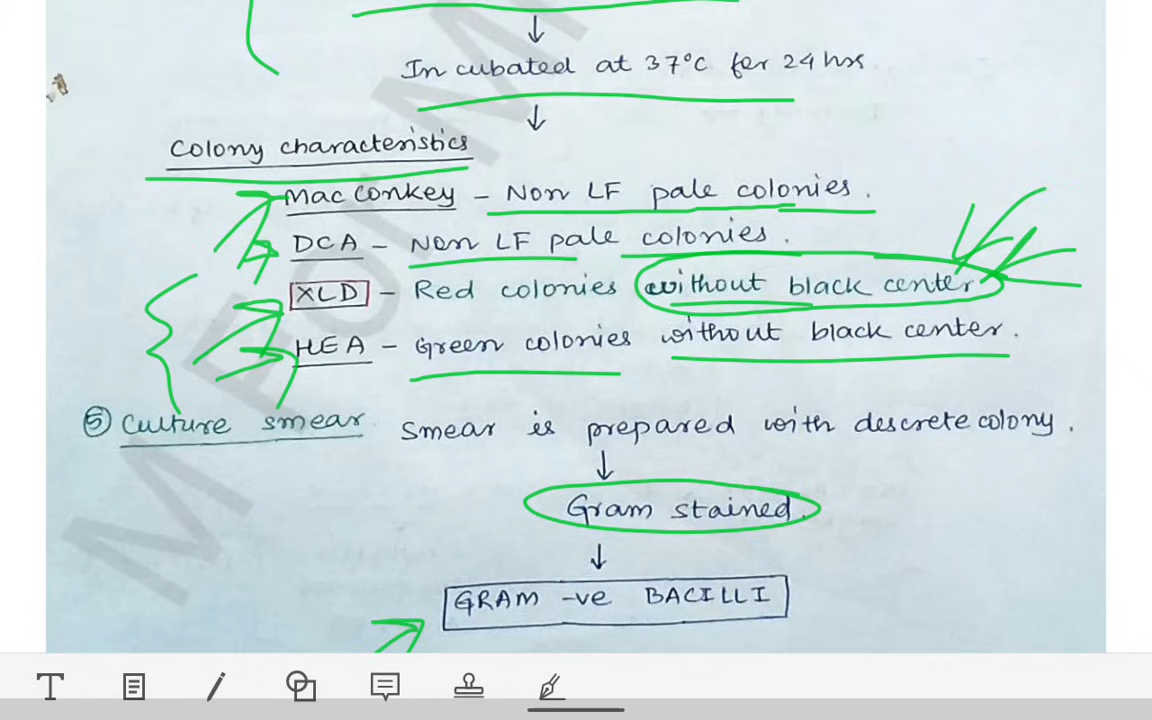 ↓
Incubated at 37°C for 24 hrs
↓
Colony characteristics
MacConkey - Non LF pale colonies.
DCA - Non LF pale colonies.
XLD - Red colonies without black center
HEA - Green colonies without black center.
⑤ Culture smear. Smear is prepared with descrete colony.
↓
Gram stained.
↓
GRAM -ve BACILLI